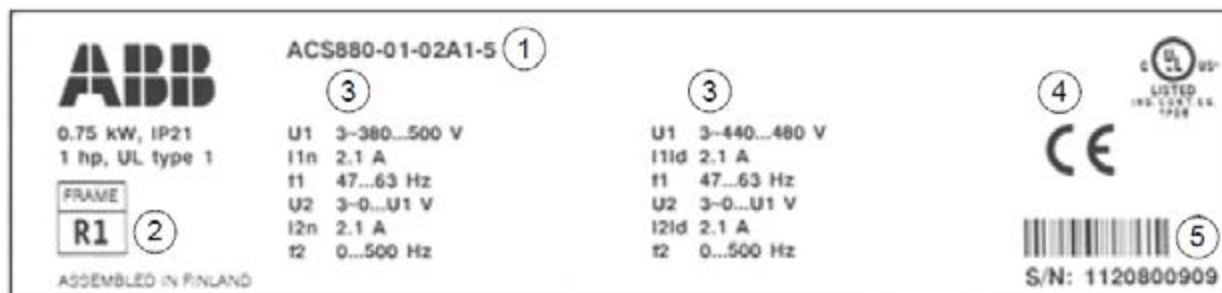 ABB
ACS880-01-02A1-5 1
3
3
4
C UL US
LISTED
0.75 kW, IP21
1 hp, UL type 1
U1 3~380...500 V
I1n 2.1 A
f1 47...63 Hz
U2 3~0...U1 V
I2n 2.1 A
f2 0...500 Hz
U1 3~440...480 V
I1ld 2.1 A
f1 47...63 Hz
U2 3~0...U1 V
I2ld 2.1 A
f2 0...500 Hz
CE
FRAME
R1 2
ASSEMBLED IN FINLAND
5
S/N: 1120800909